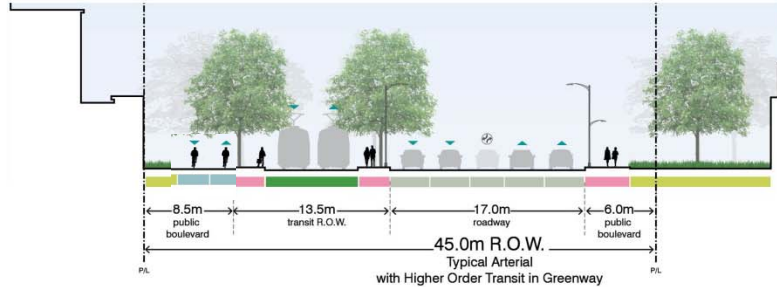 8.5m
public
boulevard
13.5m
transit R.O.W.
17.0m
roadway
6.0m
public
boulevard
45.0m R.O.W.
Typical Arterial
with Higher Order Transit in Greenway
P/L
P/L